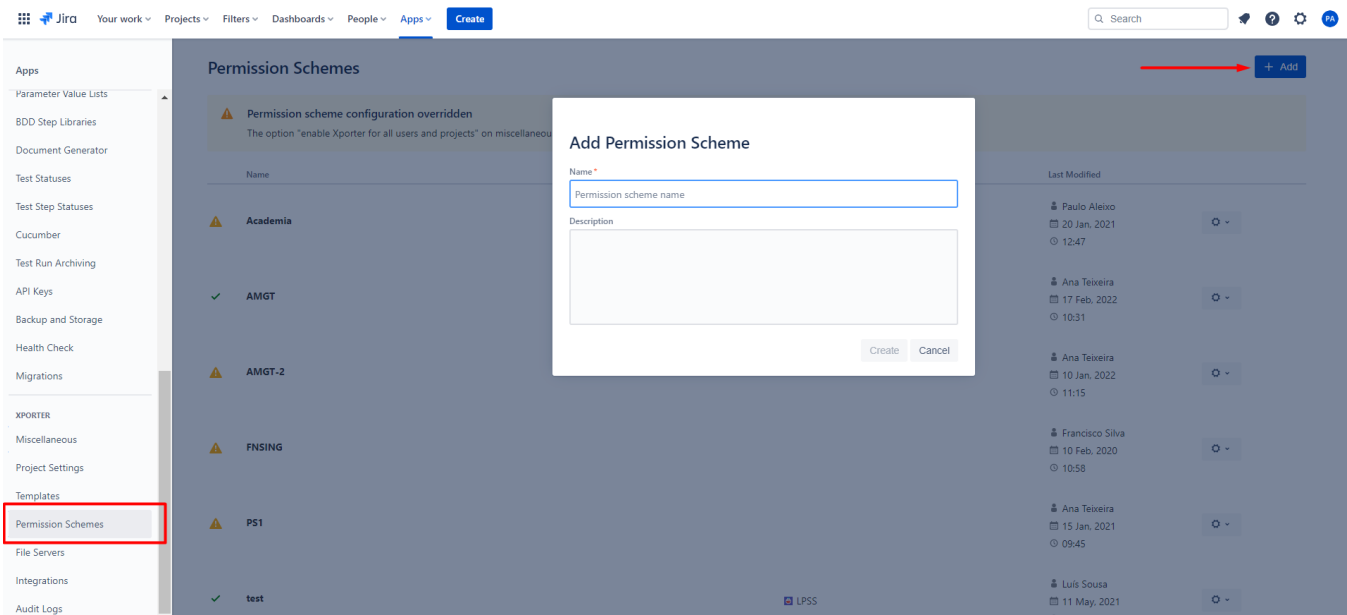 Jira
Your work
Projects
Filters
Dashboards
People
Apps
Create
Search
PA
Apps
Parameter Value Lists
BDD Step Libraries
Document Generator
Test Statuses
Test Step Statuses
Cucumber
Test Run Archiving
API Keys
Backup and Storage
Health Check
Migrations
XPORTER
Miscellaneous
Project Settings
Templates
Permission Schemes
File Servers
Integrations
Audit Logs
Permission Schemes
+ Add
Permission scheme configuration overridden
The option "enable Xporter for all users and projects" on miscellaneou
Name
Last Modified
Academia
Paulo Aleixo
20 Jan, 2021
12:47
AMGT
Ana Teixeira
17 Feb, 2022
10:31
AMGT-2
Ana Teixeira
10 Jan, 2022
11:15
FNSING
Francisco Silva
10 Feb, 2020
10:58
PS1
Ana Teixeira
15 Jan, 2021
09:45
test
LPSS
Luís Sousa
11 May, 2021
Add Permission Scheme
Name *
Permission scheme name
Description
Create
Cancel